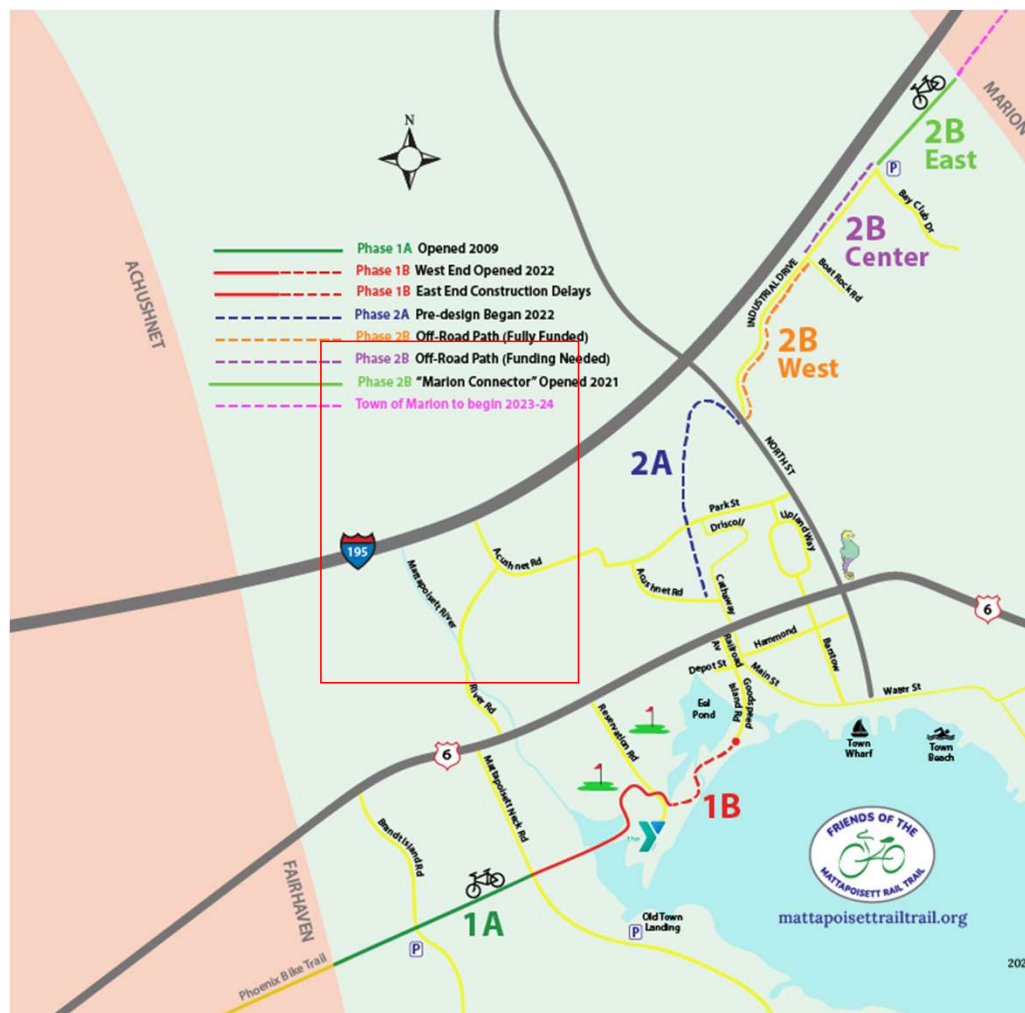 N
MARION
2B
East
P
Bay Club Dr
2B
Center
ACHUSHNET
Phase 1A Opened 2009
Phase 1B West End Opened 2022
Phase 1B East End Construction Delays
Phase 2A Pre-design Began 2022
Phase 2B Off-Road Path (Fully Funded)
Phase 2B Off-Road Path (Funding Needed)
Phase 2B "Marion Connector" Opened 2021
Town of Marion to begin 2023-24
INDUSTRIAL DRIVE
Boat Rock Rd
2B
West
2A
NORTH ST
Park St
Driscoll
Upland Way
195
Acushnet Rd
Mattapoisett River
Acushnet Rd
Cathaway
6
Hammond
Barstow
Railroad
Av
Depot St
Main St
Goodspeed
Island Rd
Water St
River Rd
Reservation Rd
Eel
Pond
Town
Wharf
Town
Beach
6
Mattapoisett Neck Rd
1B
the Y
Brandt Island Rd
FRIENDS OF THE
MATTAPOISETT RAIL TRAIL
mattapoisettrailtrail.org
FAIRHAVEN
1A
Old Town
Landing
P
P
Phoenix Bike Trail
202